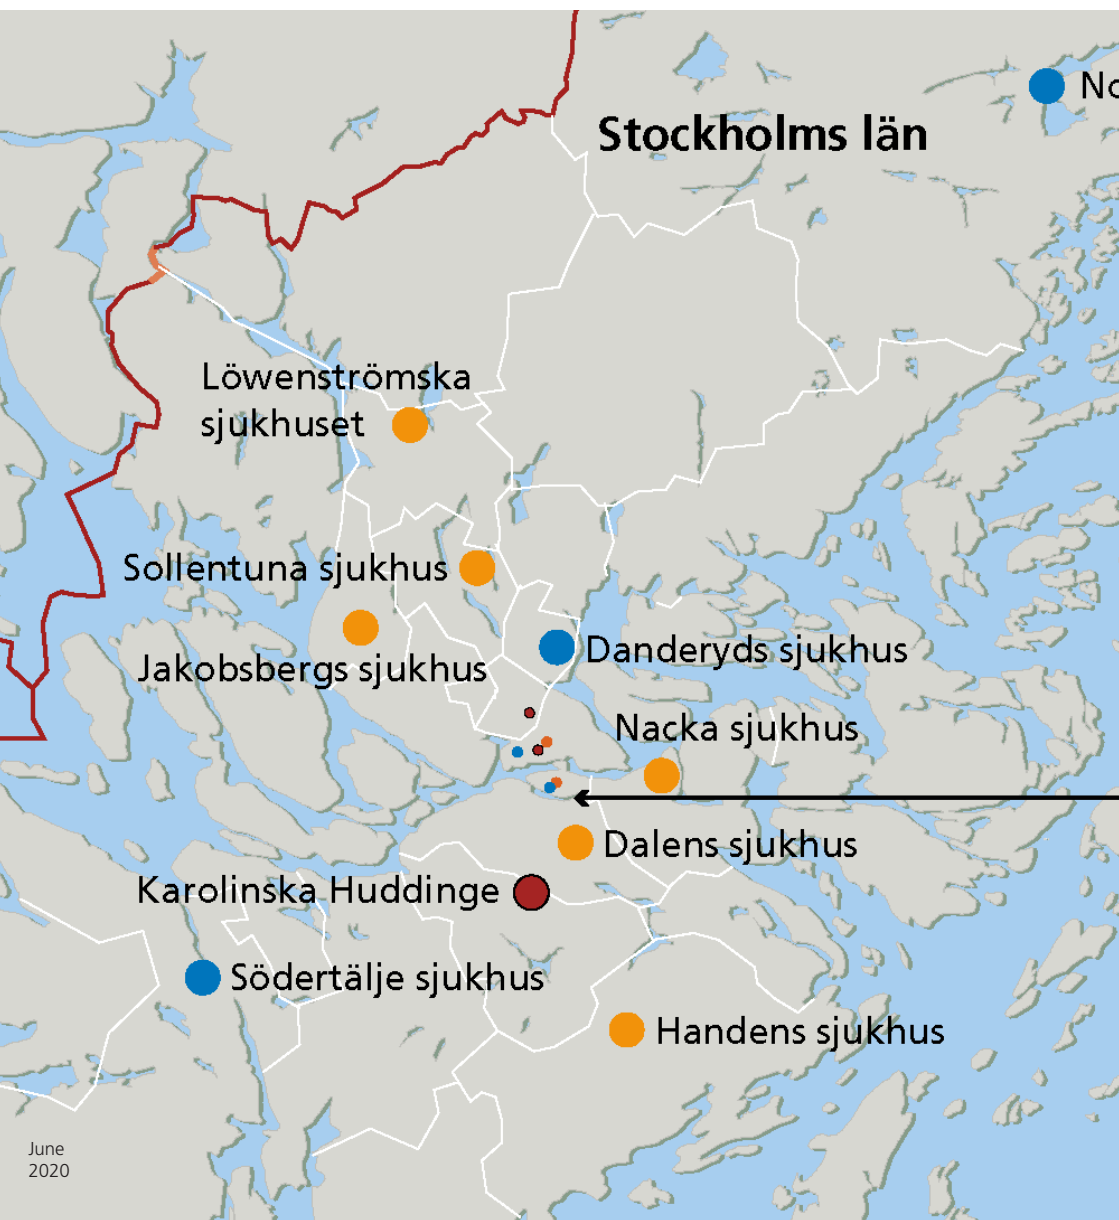 No
Stockholms län
Löwenströmska
sjukhuset
Sollentuna sjukhus
Danderyds sjukhus
Jakobsbergs sjukhus
Nacka sjukhus
Dalens sjukhus
Karolinska Huddinge
Södertälje sjukhus
Handens sjukhus
June
2020